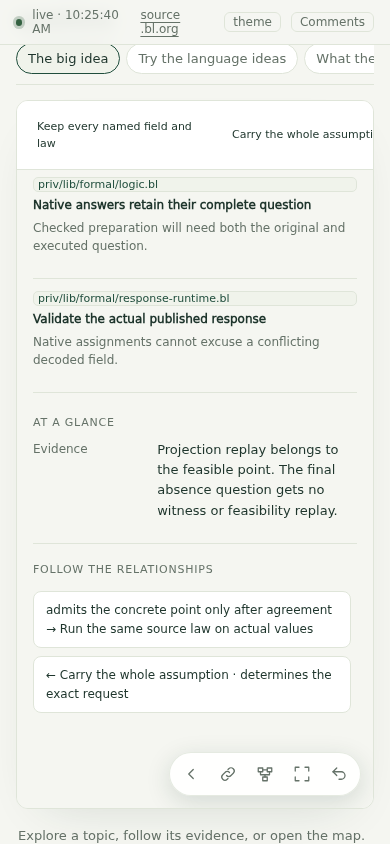 live · 10:25:40 AM
source .bl.org
theme
Comments
The big idea
Try the language ideas
What the
Keep every named field and law
Carry the whole assumpti
priv/lib/formal/logic.bl
Native answers retain their complete question
Checked preparation will need both the original and
executed question.
priv/lib/formal/response-runtime.bl
Validate the actual published response
Native assignments cannot excuse a conflicting
decoded field.
AT A GLANCE
Evidence
Projection replay belongs to
the feasible point. The final
absence question gets no
witness or feasibility replay.
FOLLOW THE RELATIONSHIPS
admits the concrete point only after agreement
→ Run the same source law on actual values
← Carry the whole assumption · determines the
exact request
Explore a topic, follow its evidence, or open the map.